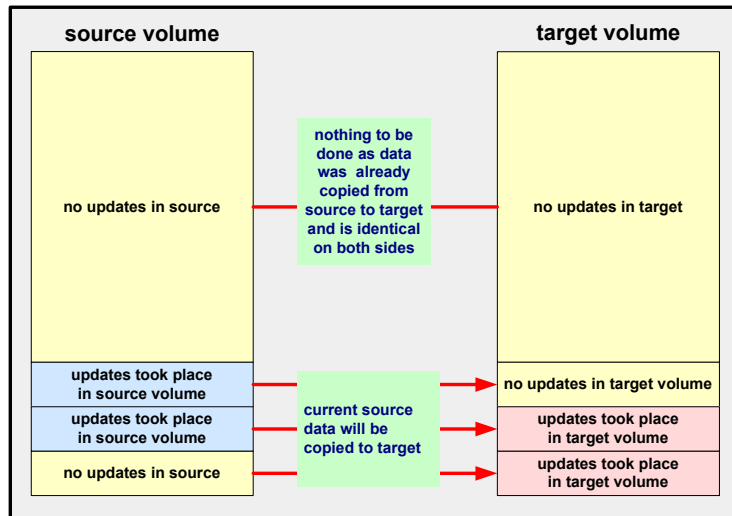 source volume
target volume
no updates in source
nothing to be
done as data
was already
copied from
source to target
and is identical
on both sides
no updates in target
updates took place
in source volume
no updates in target volume
updates took place
in source volume
current source
data will be
copied to target
updates took place
in target volume
no updates in source
updates took place
in target volume